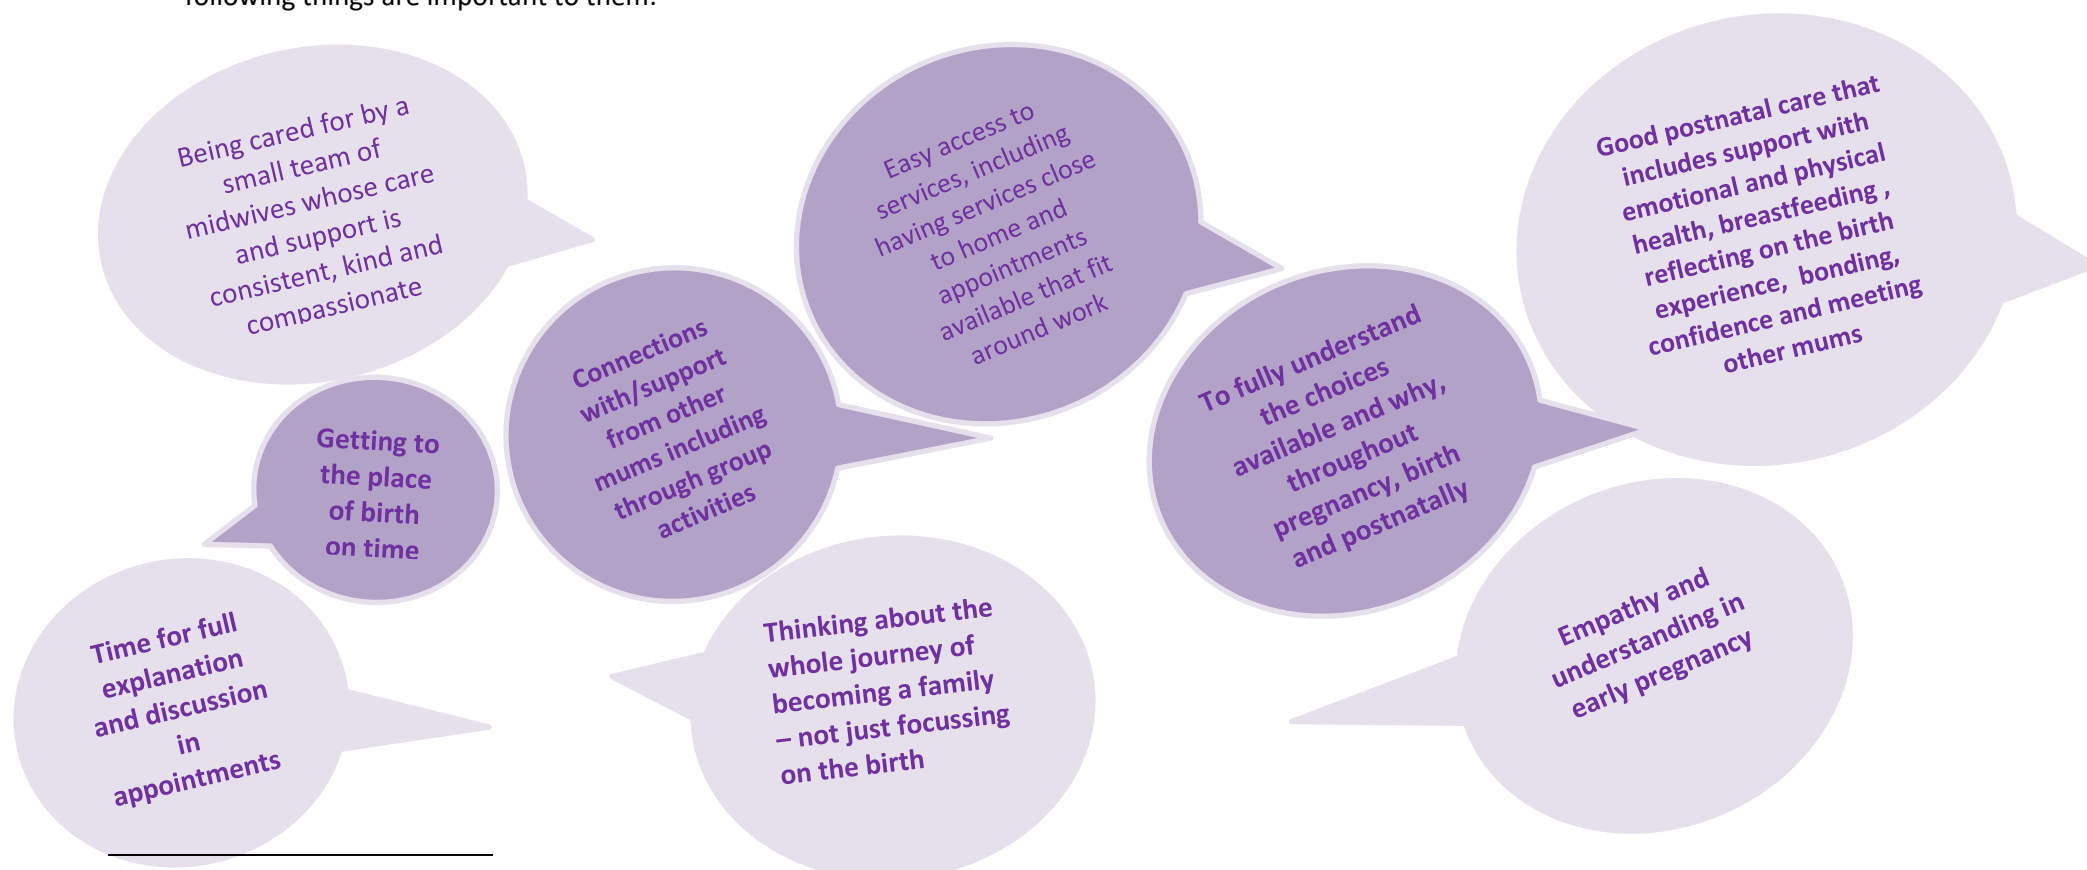 following things are important to them:
Being cared for by a
small team of
midwives whose care
and support is
consistent, kind and
compassionate
Easy access to
services, including
having services close
to home and
appointments
available that fit
around work
Good postnatal care that
includes support with
emotional and physical
health, breastfeeding ,
reflecting on the birth
experience, bonding,
confidence and meeting
other mums
Getting to
the place
of birth
on time
Connections
with/support
from other
mums including
through group
activities
To fully understand
the choices
available and why,
throughout
pregnancy, birth
and postnatally
Time for full
explanation
and discussion
in
appointments
Thinking about the
whole journey of
becoming a family
– not just focussing
on the birth
Empathy and
understanding in
early pregnancy